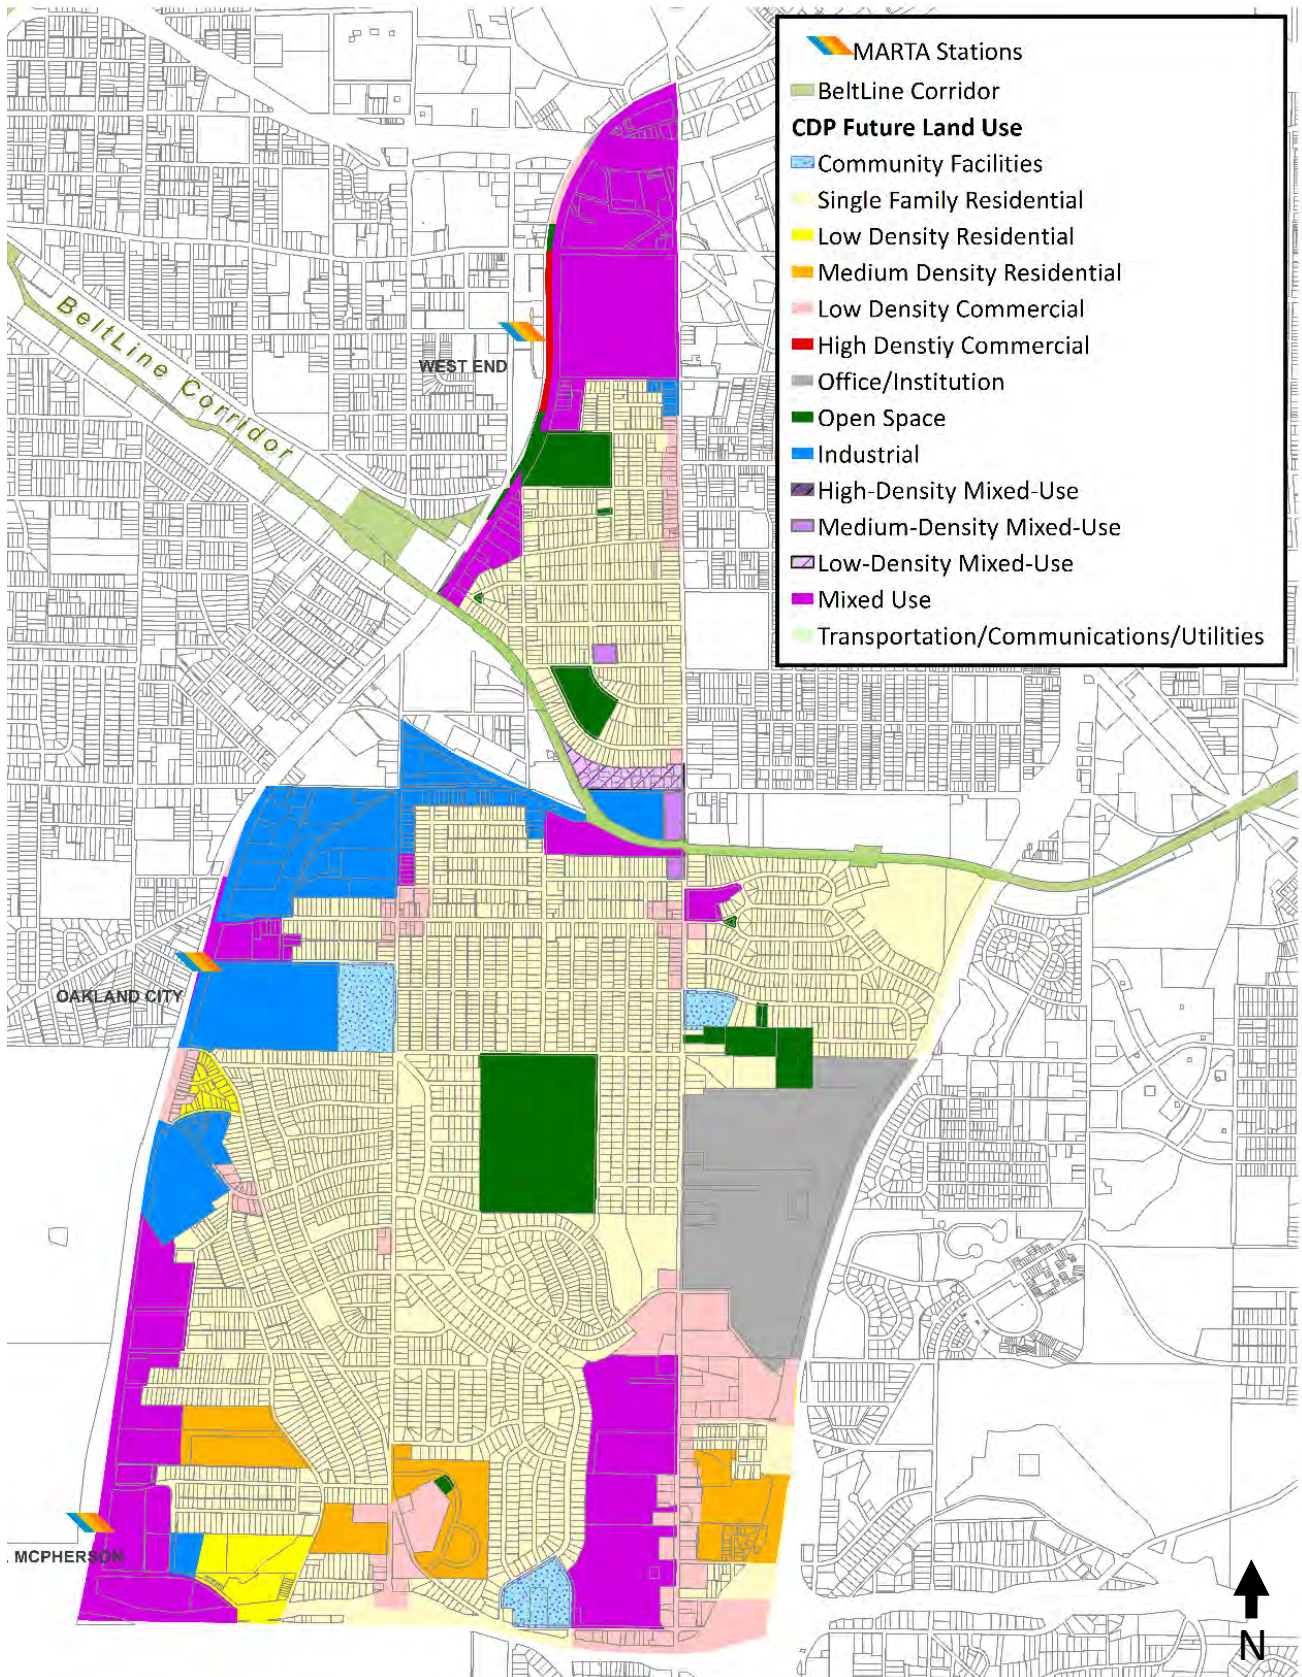 MARTA Stations
BeltLine Corridor
CDP Future Land Use
Community Facilities
Single Family Residential
Low Density Residential
Medium Density Residential
Low Density Commercial
High Denstiy Commercial
Office/Institution
Open Space
Industrial
High-Density Mixed-Use
Medium-Density Mixed-Use
Low-Density Mixed-Use
Mixed Use
Transportation/Communications/Utilities
BeltLine Corridor
WEST END
OAKLAND CITY
MCPHERSON
N